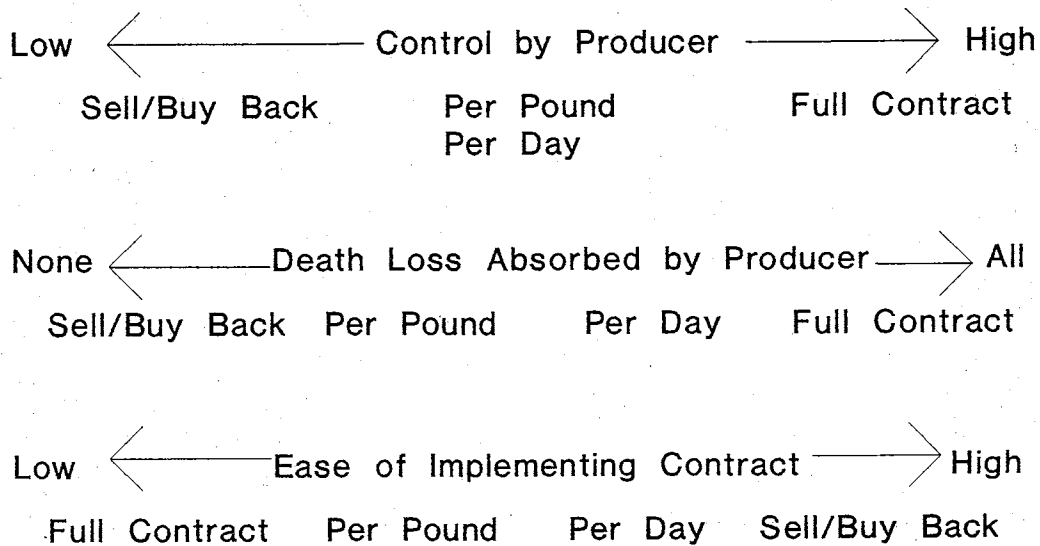 Low Control by Producer High
Sell/Buy Back Per Pound Full Contract
Per Day
None Death Loss Absorbed by Producer All
Sell/Buy Back Per Pound Per Day Full Contract
Low Ease of Implementing Contract High
Full Contract Per Pound Per Day Sell/Buy Back